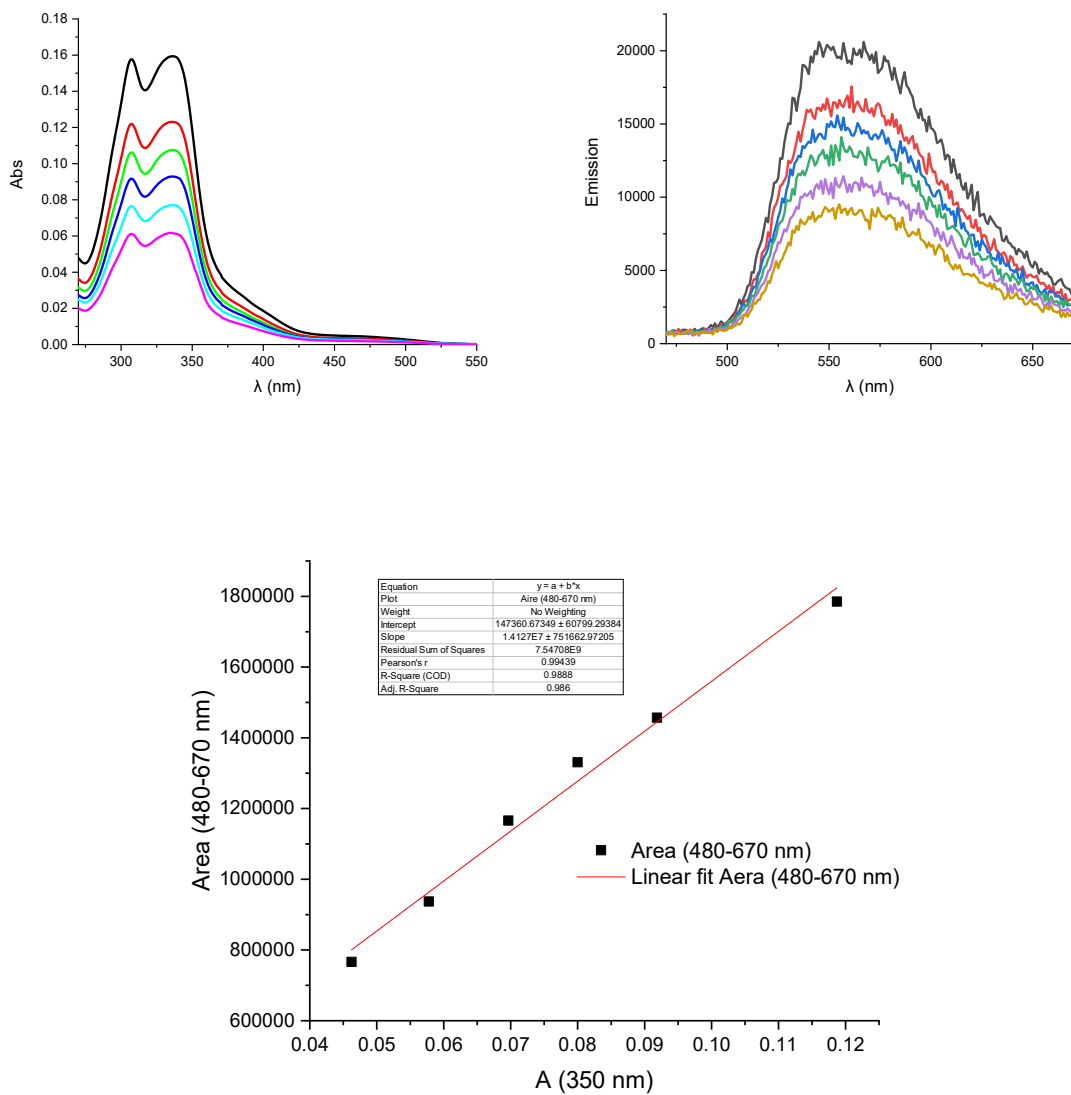 0.18
0.16
0.14
0.12
0.10
0.08
0.06
0.04
0.02
0.00
Abs
300 350 400 450 500 550
λ (nm)
20000
15000
10000
5000
0
Emission
500 550 600 650
λ (nm)
Equation y = a + b*x
Plot Aire (480-670 nm)
Weight No Weighting
Intercept 147360.67349 ± 60799.29384
Slope 1.4127E7 ± 751662.97205
Residual Sum of Squares 7.54708E9
Pearson's r 0.99439
R-Square (COD) 0.9888
Adj. R-Square 0.986
1800000
1600000
1400000
1200000
1000000
800000
600000
Area (480-670 nm)
Area (480-670 nm)
Linear fit Aera (480-670 nm)
0.04 0.05 0.06 0.07 0.08 0.09 0.10 0.11 0.12
A (350 nm)